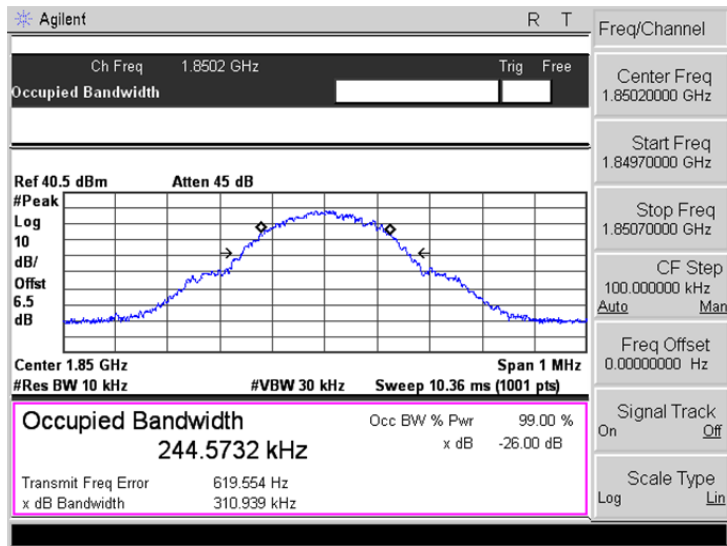 Agilent R T
Freq/Channel
Ch Freq 1.8502 GHz Trig Free
Occupied Bandwidth
Center Freq
1.85020000 GHz
Start Freq
1.84970000 GHz
Stop Freq
1.85070000 GHz
CF Step
100.000000 kHz
Auto Man
Freq Offset
0.00000000 Hz
Signal Track
On Off
Scale Type
Log Lin
Ref 40.5 dBm Atten 45 dB
#Peak
Log
10
dB/
Offst
6.5
dB
Center 1.85 GHz Span 1 MHz
#Res BW 10 kHz #VBW 30 kHz Sweep 10.36 ms (1001 pts)
Occupied Bandwidth Occ BW % Pwr 99.00 %
244.5732 kHz x dB -26.00 dB
Transmit Freq Error 619.554 Hz
x dB Bandwidth 310.939 kHz